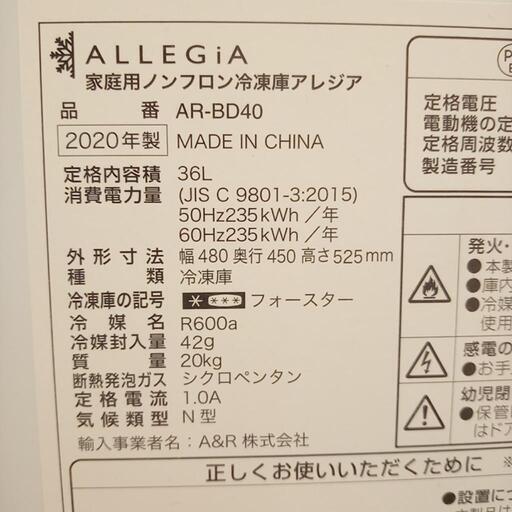 ALLEGiA
家庭用ノンフロン冷凍庫アレジア
品 番 AR-BD40
2020年製 MADE IN CHINA
定格内容積 36L
消費電力量 (JIS C 9801-3:2015)
50Hz235kWh／年
60Hz235kWh／年
外形寸法 幅480奥行450高さ525mm
種 類 冷凍庫
冷凍庫の記号 * *** フォースター
冷媒名 R600a
冷媒封入量 42g
質 量 20kg
断熱発泡ガス シクロペンタン
定格電流 1.0A
気候類型 N型
輸入事業者名：A&R株式会社
定格電圧
電動機の定
定格周波数
製造番号
発火・
●本製
●庫内
●冷媒
使用
感電の
●お手
幼児閉
●保管
はドア
正しくお使いいただくために
●設置につ